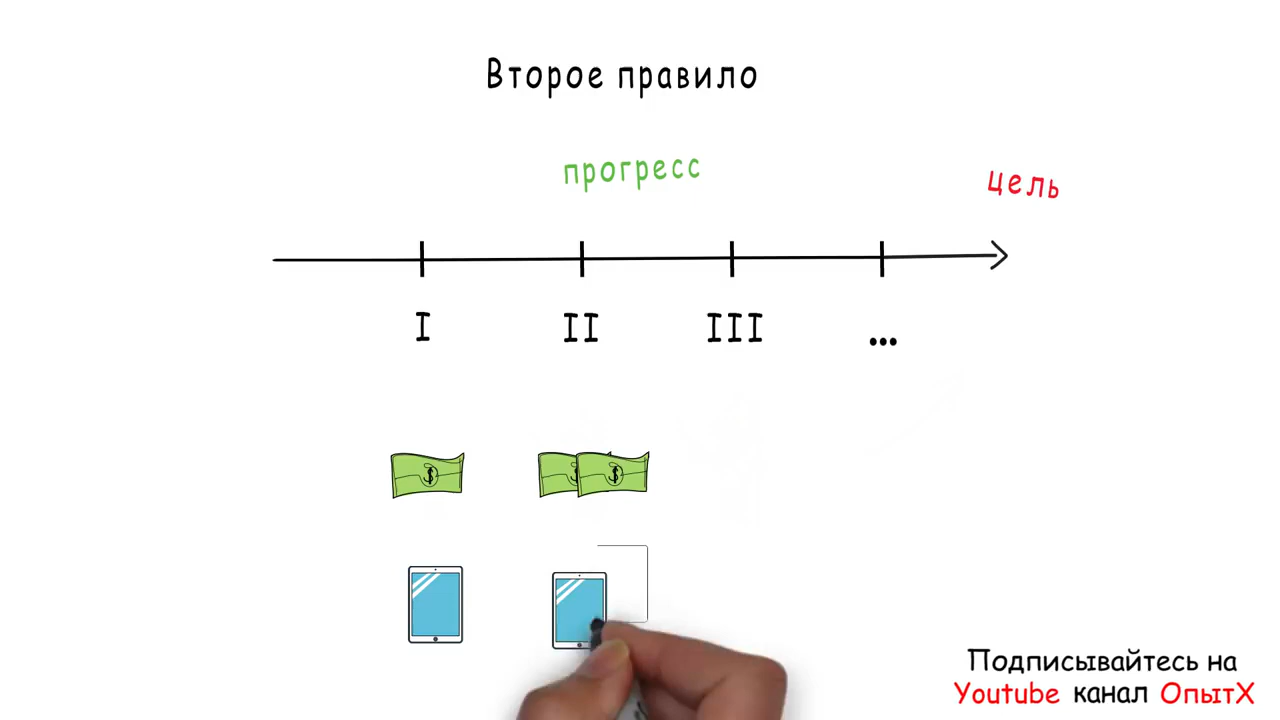 Второе правило
прогресс
цель
I II III ...
$ $ $
Подписывайтесь на
Youtube канал ОпытX